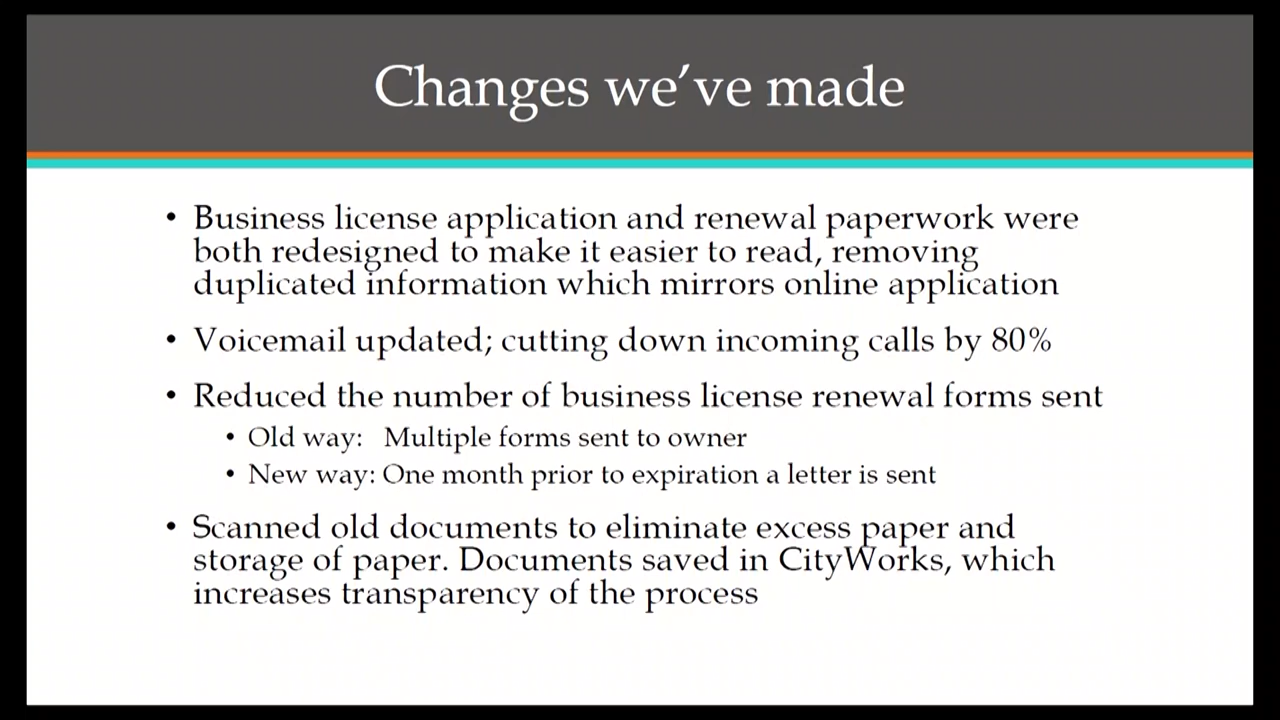 Changes we’ve made
• Business license application and renewal paperwork were
both redesigned to make it easier to read, removing
duplicated information which mirrors online application
• Voicemail updated; cutting down incoming calls by 80%
• Reduced the number of business license renewal forms sent
• Old way: Multiple forms sent to owner
• New way: One month prior to expiration a letter is sent
• Scanned old documents to eliminate excess paper and
storage of paper. Documents saved in CityWorks, which
increases transparency of the process